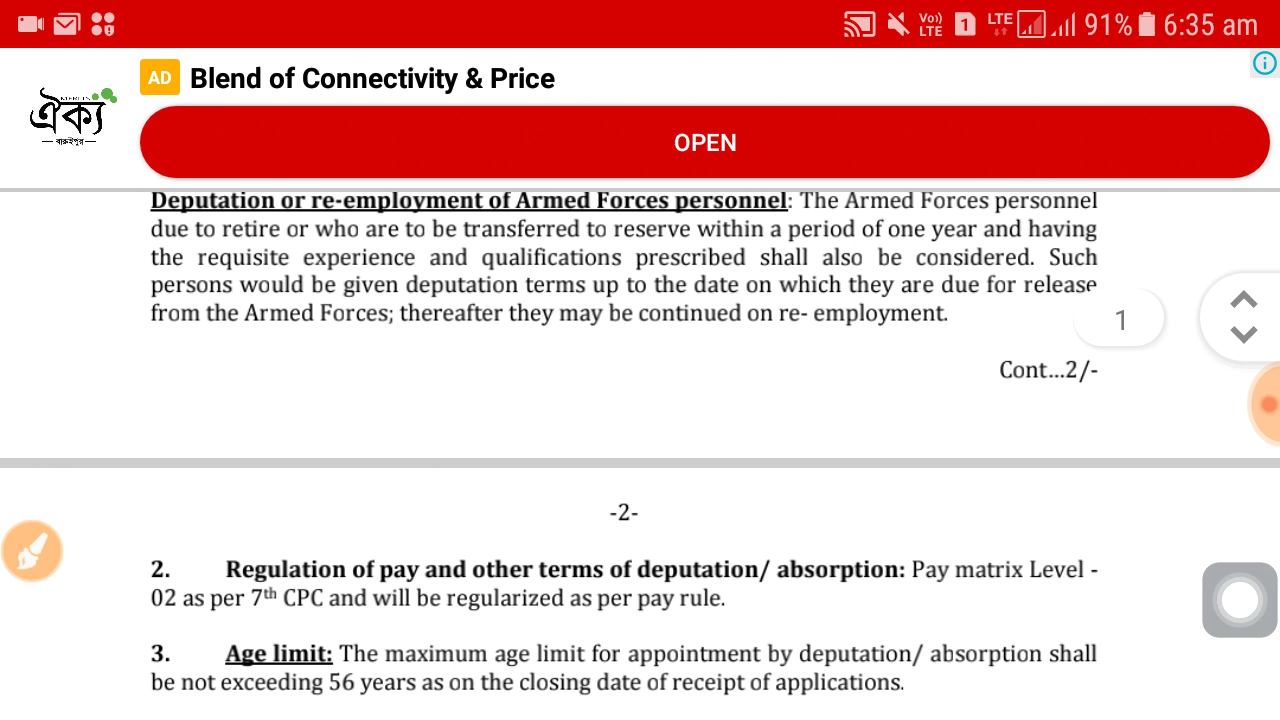 Vo)) LTE 1 LTE 91% 6:35 am
AD Blend of Connectivity & Price
ঐক্য
বারুইপুর
OPEN
Deputation or re-employment of Armed Forces personnel: The Armed Forces personnel
due to retire or who are to be transferred to reserve within a period of one year and having
the requisite experience and qualifications prescribed shall also be considered. Such
persons would be given deputation terms up to the date on which they are due for release
from the Armed Forces; thereafter they may be continued on re- employment.
1
Cont...2/-
-2-
2. Regulation of pay and other terms of deputation/ absorption: Pay matrix Level -
02 as per 7th CPC and will be regularized as per pay rule.
3. Age limit: The maximum age limit for appointment by deputation/ absorption shall
be not exceeding 56 years as on the closing date of receipt of applications.